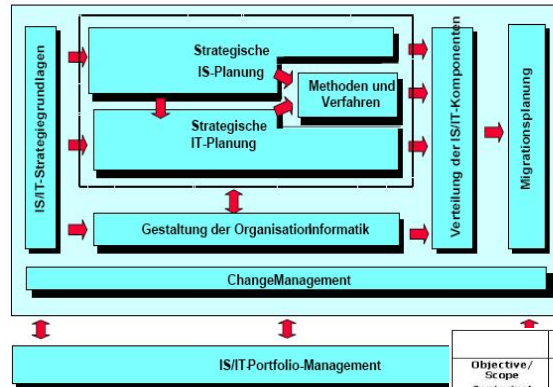 IS/IT-Strategiegrundlagen
Strategische
IS-Planung
Methoden und
Verfahren
Strategische
IT-Planung
Gestaltung der OrganisationInformatik
Verteilung der IS/IT-Komponenten
Migrationsplanung
ChangeManagement
IS/IT-Portfolio-Management
Objective/
Scope